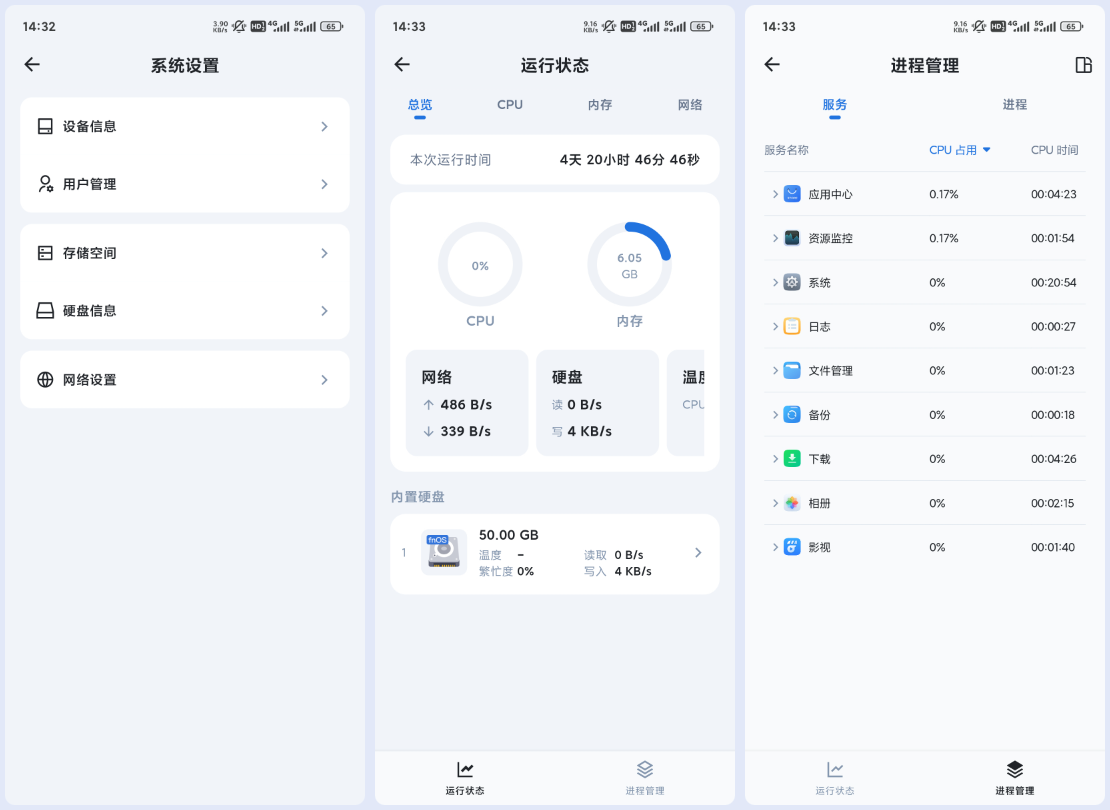 14:32
3.90 KB/s HD 4G 5G 65
系统设置
设备信息
用户管理
存储空间
硬盘信息
网络设置
14:33
9.16 KB/s HD 4G 5G 65
运行状态
总览 CPU 内存 网络
本次运行时间 4天 20小时 46分 46秒
0%
6.05
GB
CPU 内存
网络 硬盘 温度
486 B/s 读 0 B/s CPU
339 B/s 写 4 KB/s
内置硬盘
1
fnOS
50.00 GB
温度 – 读取 0 B/s
繁忙度 0% 写入 4 KB/s
运行状态 进程管理
14:33
9.16 KB/s HD 4G 5G 65
进程管理
服务 进程
服务名称 CPU 占用 CPU 时间
应用中心 0.17% 00:04:23
资源监控 0.17% 00:01:54
系统 0% 00:20:54
日志 0% 00:00:27
文件管理 0% 00:01:23
备份 0% 00:00:18
下载 0% 00:04:26
相册 0% 00:02:15
影视 0% 00:01:40
运行状态 进程管理